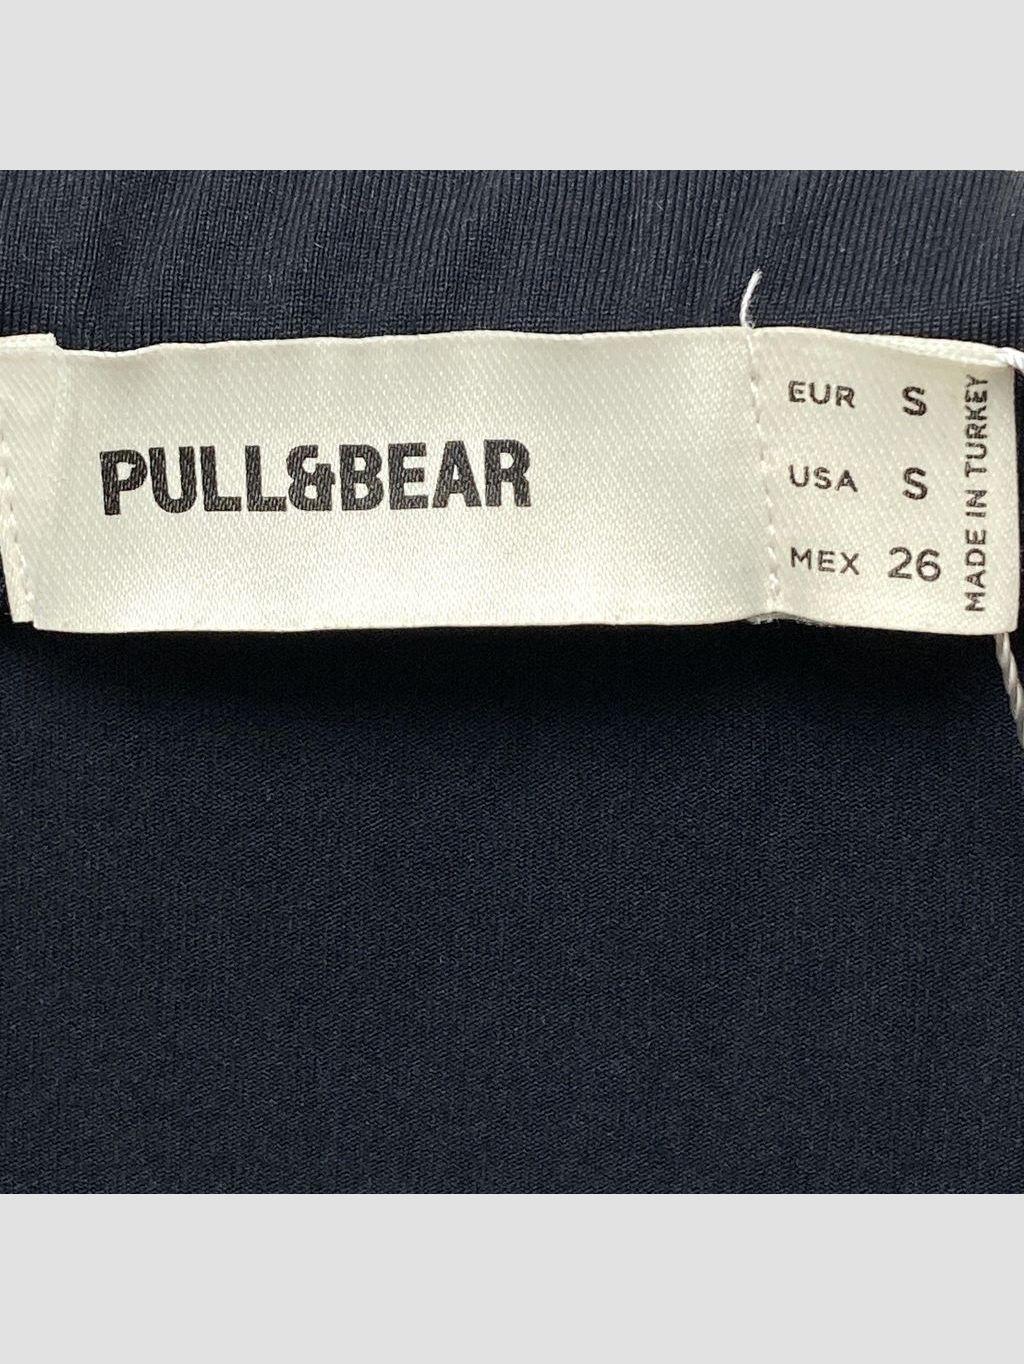 PULL&BEAR
EUR S
USA S
MEX 26
MADE IN TURKEY